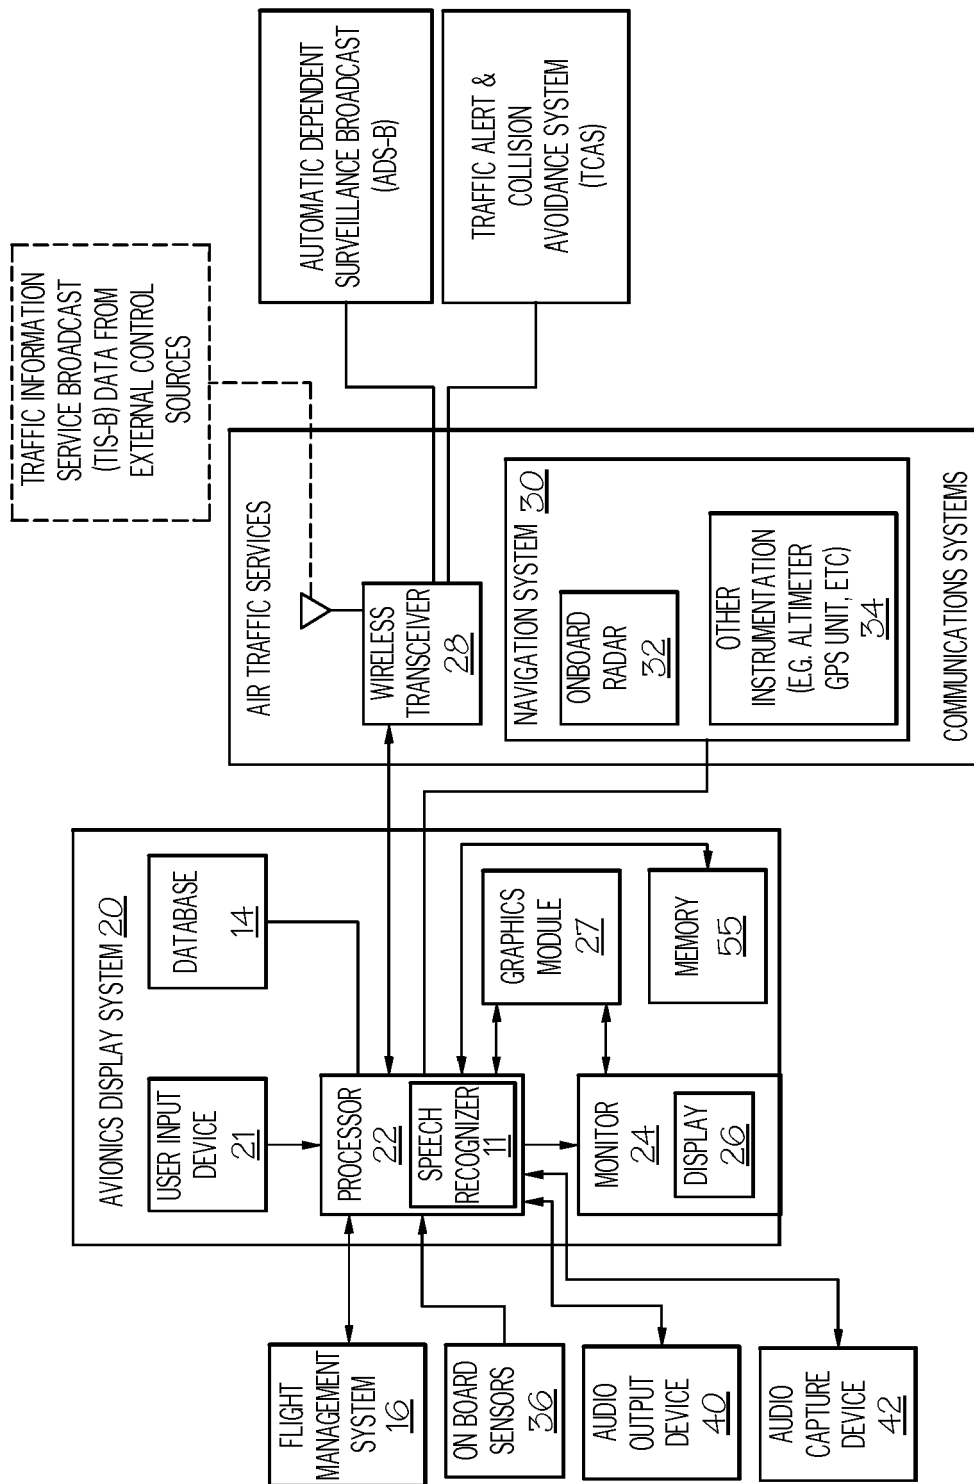 TRAFFIC INFORMATION
SERVICE BROADCAST
(TIS-B) DATA FROM
EXTERNAL CONTROL
SOURCES
AUTOMATIC DEPENDENT
SURVEILLANCE BROADCAST
(ADS-B)
TRAFFIC ALERT &
COLLISION
AVOIDANCE SYSTEM
(TCAS)
AIR TRAFFIC SERVICES
WIRELESS
TRANSCEIVER
28
NAVIGATION SYSTEM 30
ONBOARD
RADAR
32
OTHER
INSTRUMENTATION
(E.G. ALTIMETER
GPS UNIT, ETC)
34
COMMUNICATIONS SYSTEMS
AVIONICS DISPLAY SYSTEM 20
DATABASE
14
USER INPUT
DEVICE
21
PROCESSOR
22
SPEECH
RECOGNIZER
11
GRAPHICS
MODULE
27
MEMORY
55
MONITOR
24
DISPLAY
26
FLIGHT
MANAGEMENT
SYSTEM
16
ON BOARD
SENSORS
36
AUDIO
OUTPUT
DEVICE
40
AUDIO
CAPTURE
DEVICE
42